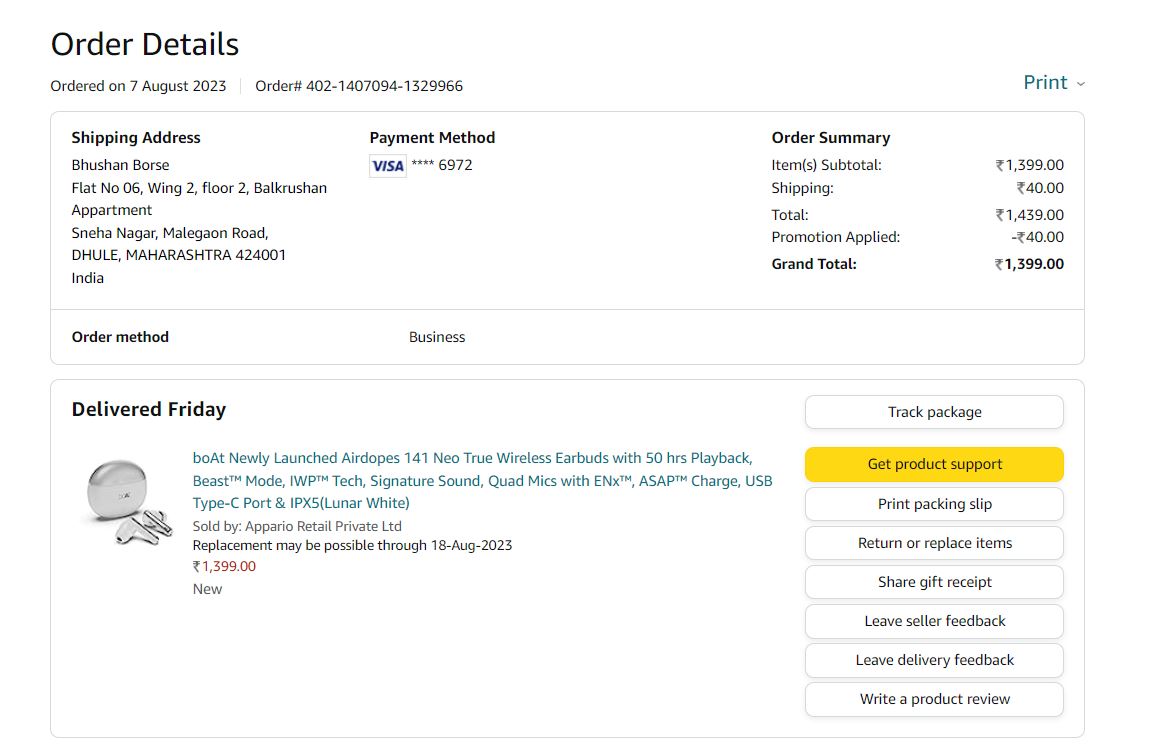 Order Details
Ordered on 7 August 2023
Order# 402-1407094-1329966
Print
Shipping Address
Bhushan Borse
Flat No 06, Wing 2, floor 2, Balkrushan
Appartment
Sneha Nagar, Malegaon Road,
DHULE, MAHARASHTRA 424001
India
Payment Method
VISA **** 6972
Order Summary
Item(s) Subtotal: ₹1,399.00
Shipping: ₹40.00
Total: ₹1,439.00
Promotion Applied: -₹40.00
Grand Total: ₹1,399.00
Order method Business
Delivered Friday
boAt Newly Launched Airdopes 141 Neo True Wireless Earbuds with 50 hrs Playback,
Beast™ Mode, IWP™ Tech, Signature Sound, Quad Mics with ENx™, ASAP™ Charge, USB
Type-C Port & IPX5(Lunar White)
Sold by: Appario Retail Private Ltd
Replacement may be possible through 18-Aug-2023
₹1,399.00
New
Track package
Get product support
Print packing slip
Return or replace items
Share gift receipt
Leave seller feedback
Leave delivery feedback
Write a product review